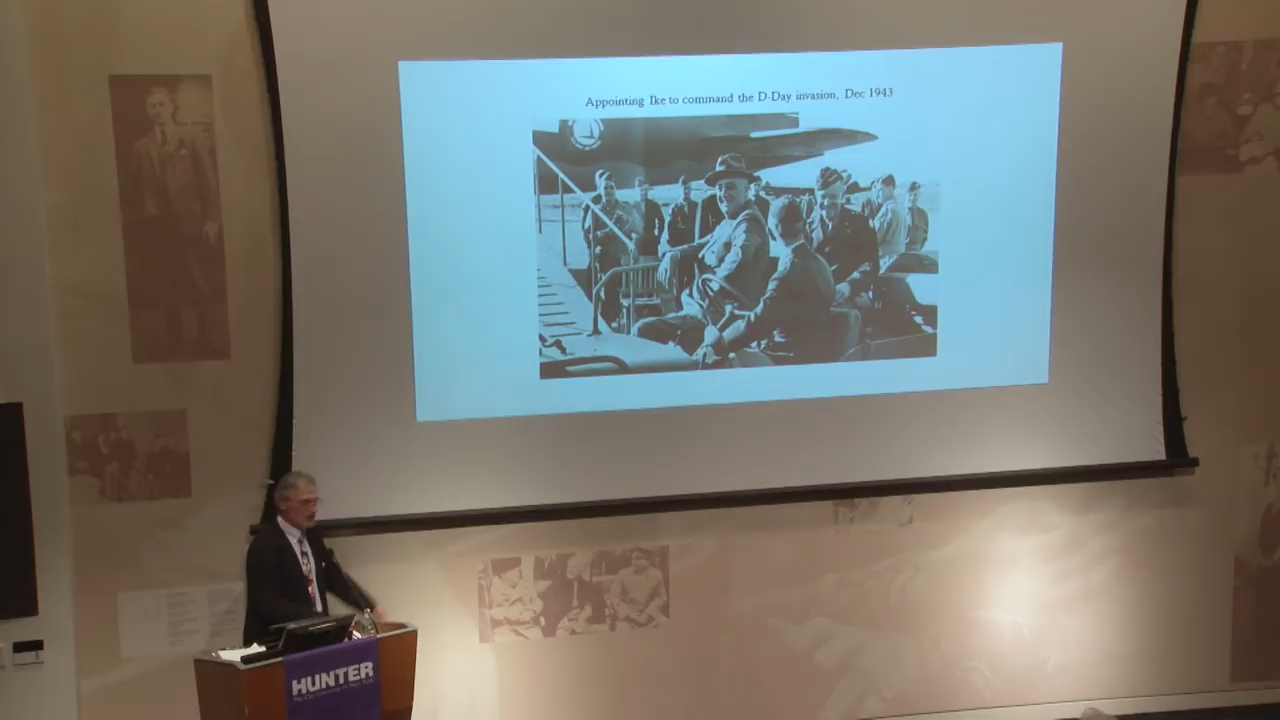 Appointing Ike to command the D-Day invasion, Dec 1943
HUNTER